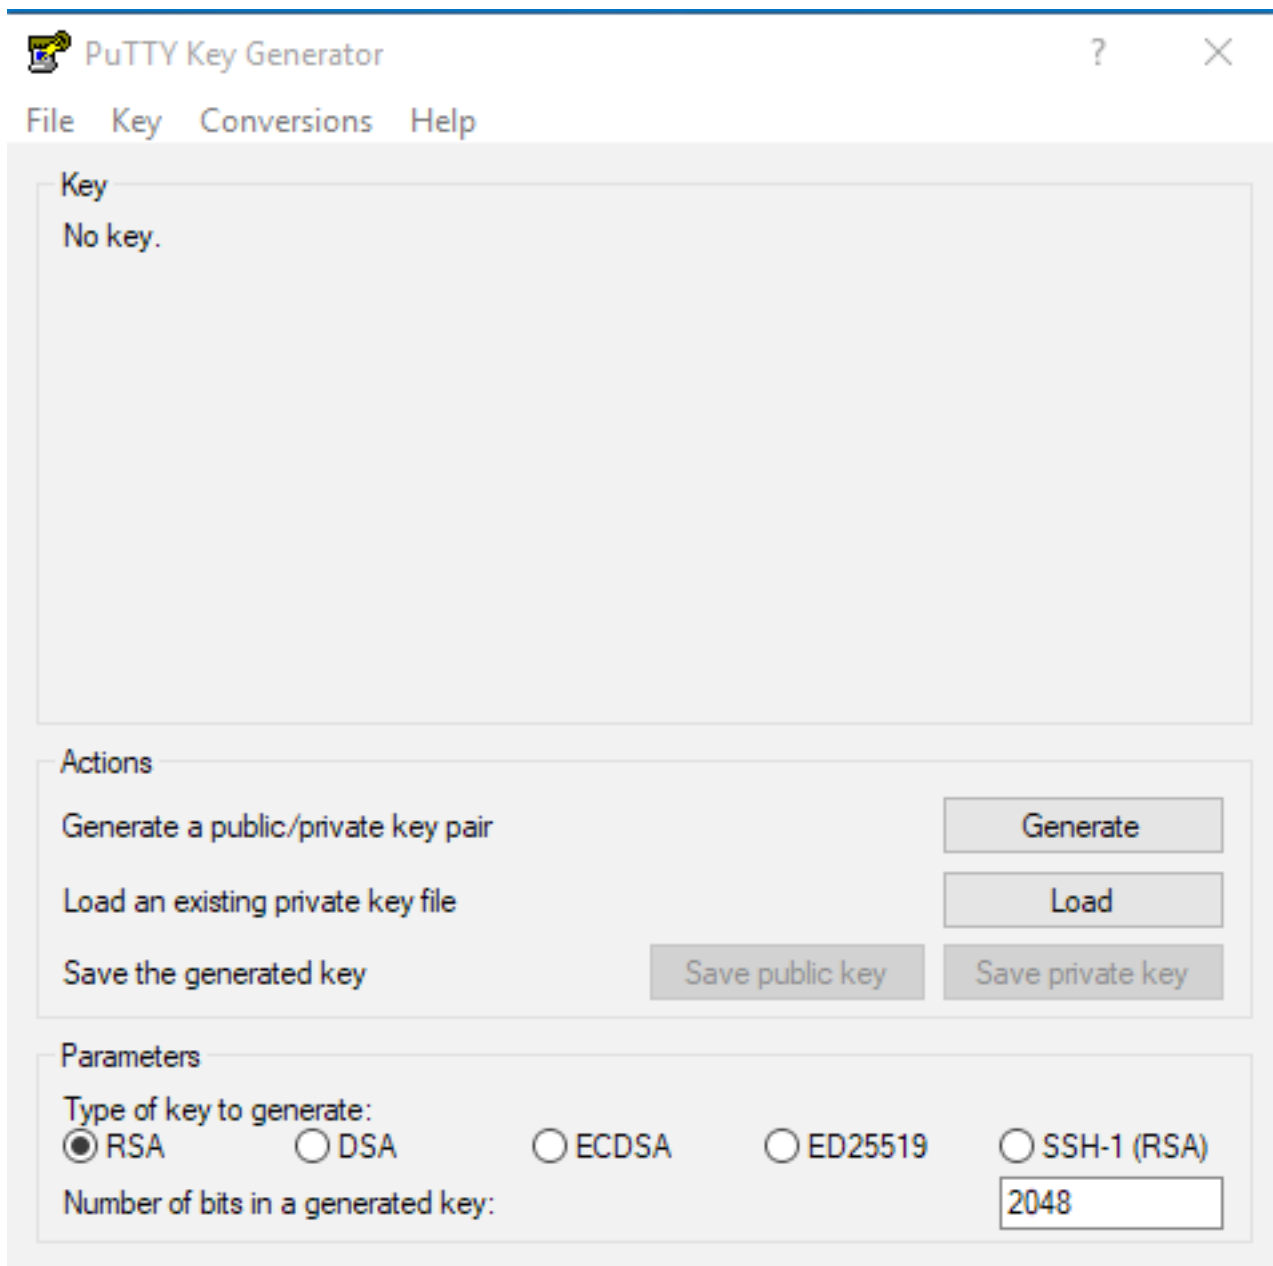 PuTTY Key Generator ?
File Key Conversions Help
Key
No key.
Actions
Generate a public/private key pair Generate
Load an existing private key file Load
Save the generated key Save public key Save private key
Parameters
Type of key to generate:
RSA DSA ECDSA ED25519 SSH-1 (RSA)
Number of bits in a generated key: 2048